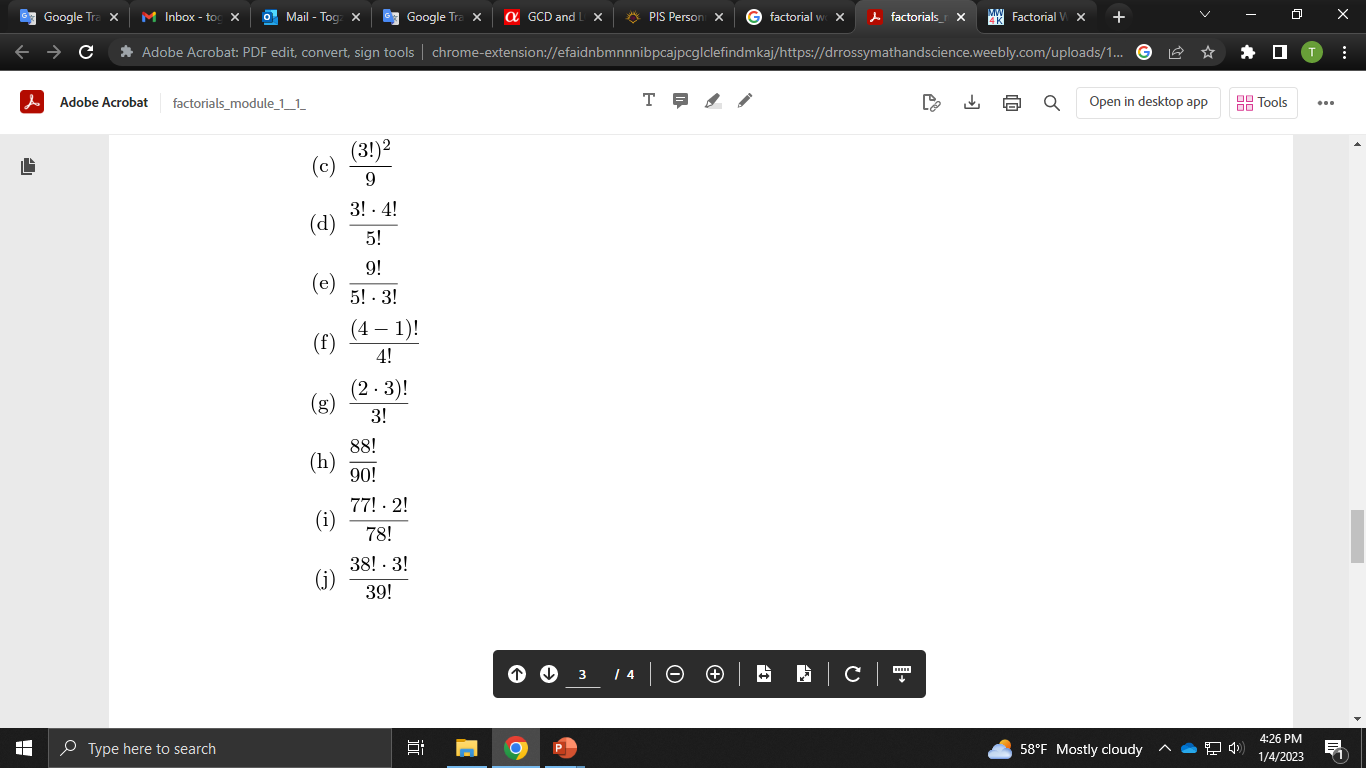 Google Tra
Inbox - tog
Mail - Togz
Google Tra
GCD and L
PIS Person
factorial w
factorials_r
Factorial W
Adobe Acrobat: PDF edit, convert, sign tools | chrome-extension://efaidnbmnnnibpcajpcglclefindmkaj/https://drrossymathandscience.weebly.com/uploads/1...
T
Adobe Acrobat
factorials_module_1__1_
Open in desktop app
Tools
(c) (3!)²
9
(d) 3! · 4!
5!
(e) 9!
5! · 3!
(f) (4 − 1)!
4!
(g) (2 · 3)!
3!
(h) 88!
90!
(i) 77! · 2!
78!
(j) 38! · 3!
39!
3 / 4
Type here to search
58°F Mostly cloudy
4:26 PM
1/4/2023
1